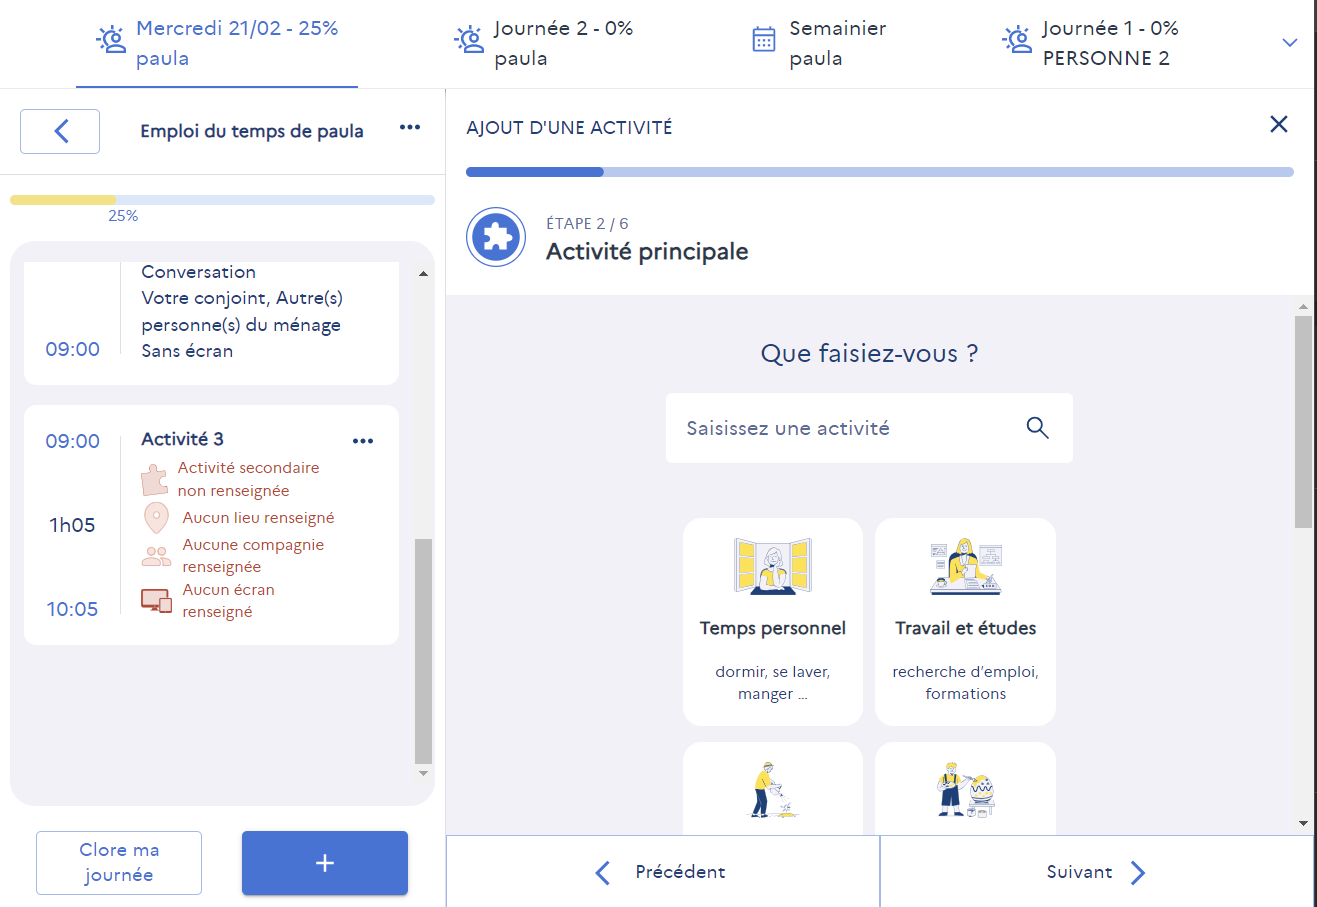 Mercredi 21/02 - 25%
paula
Journée 2 - 0%
paula
Semainier
paula
Journée 1 - 0%
PERSONNE 2
Emploi du temps de paula
25%
Conversation
Votre conjoint, Autre(s)
personne(s) du ménage
09:00
Sans écran
09:00
Activité 3
Activité secondaire
non renseignée
1h05
Aucun lieu renseigné
Aucune compagnie
renseignée
10:05
Aucun écran
renseigné
Clore ma
journée
+
AJOUT D'UNE ACTIVITÉ
ÉTAPE 2 / 6
Activité principale
Que faisiez-vous ?
Saisissez une activité
Temps personnel
dormir, se laver,
manger ...
Travail et études
recherche d’emploi,
formations
Précédent
Suivant